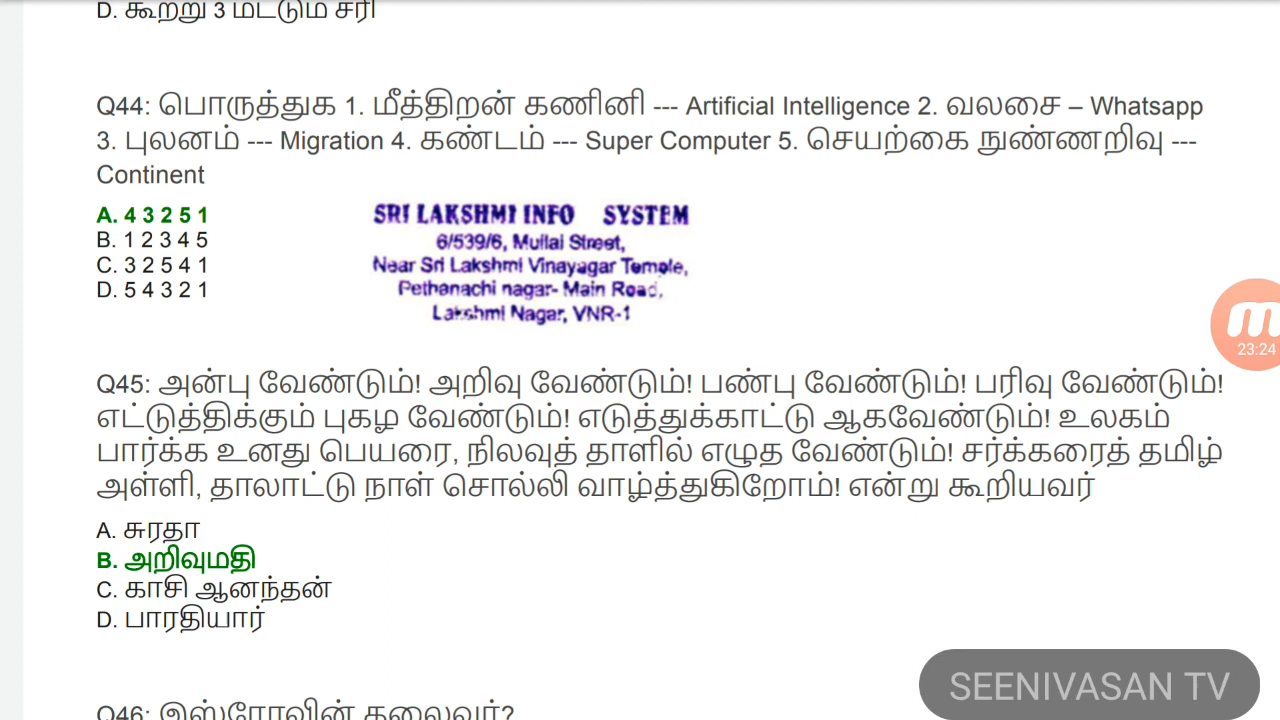 D. கூற்று 3 மட்டும் சரி
Q44: பொருத்துக 1. மீத்திறன் கணினி --- Artificial Intelligence 2. வலசை – Whatsapp
3. புலனம் --- Migration 4. கண்டம் --- Super Computer 5. செயற்கை நுண்ணறிவு ---
Continent
A. 4 3 2 5 1
B. 1 2 3 4 5
C. 3 2 5 4 1
D. 5 4 3 2 1
SRI LAKSHMI INFO SYSTEM
6/539/6, Mullai Street,
Near Sri Lakshmi Vinayagar Temple,
Pethanachi nagar- Main Road,
Lakshmi Nagar, VNR-1
23:24
Q45: அன்பு வேண்டும்! அறிவு வேண்டும்! பண்பு வேண்டும்! பரிவு வேண்டும்!
எட்டுத்திக்கும் புகழ வேண்டும்! எடுத்துக்காட்டு ஆகவேண்டும்! உலகம்
பார்க்க உனது பெயரை, நிலவுத் தாளில் எழுத வேண்டும்! சர்க்கரைத் தமிழ்
அள்ளி, தாலாட்டு நாள் சொல்லி வாழ்த்துகிறோம்! என்று கூறியவர்
A. சுரதா
B. அறிவுமதி
C. காசி ஆனந்தன்
D. பாரதியார்
SEENIVASAN TV
Q46: இஸ்ரோவின் தலைவர்?